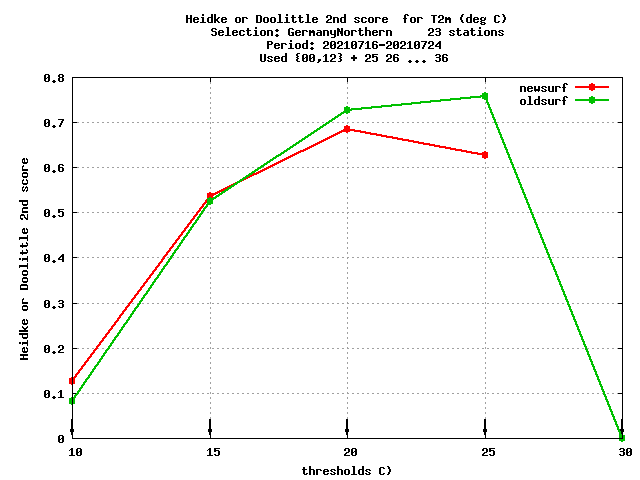 Heidke or Doolittle 2nd score  for T2m (deg C)
Selection: GermanyNorthern     23 stations
Period: 20210716-20210724
Used {00,12} + 25 26 ... 36
newsurf
oldsurf
Heidke or Doolittle 2nd score
0.8
0.7
0.6
0.5
0.4
0.3
0.2
0.1
0
10 15 20 25 30
thresholds C)